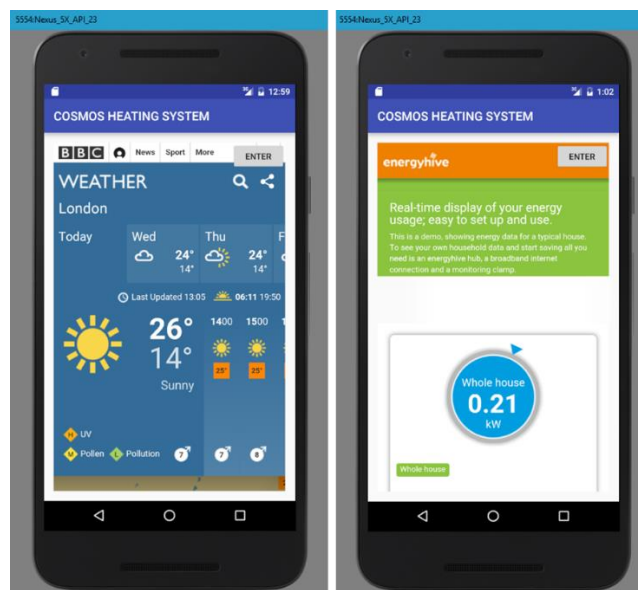 5554:Nexus_5X_API_23
12:59
COSMOS HEATING SYSTEM
BBC News Sport More ENTER
WEATHER
London
Today Wed Thu F
24° 24°
14° 14°
Last Updated 13:05 06:11 19:50
26° 1400 1500 1
14°
25° 25°
Sunny
H UV
M Pollen L Pollution 7 7 8
5554:Nexus_5X_API_23
1:02
COSMOS HEATING SYSTEM
energyhive ENTER
Real-time display of your energy
usage; easy to set up and use.
This is a demo, showing energy data for a typical house.
To see your own household data and start saving all you
need is an energyhive hub, a broadband internet
connection and a monitoring clamp.
Whole house
0.21
kW
Whole house